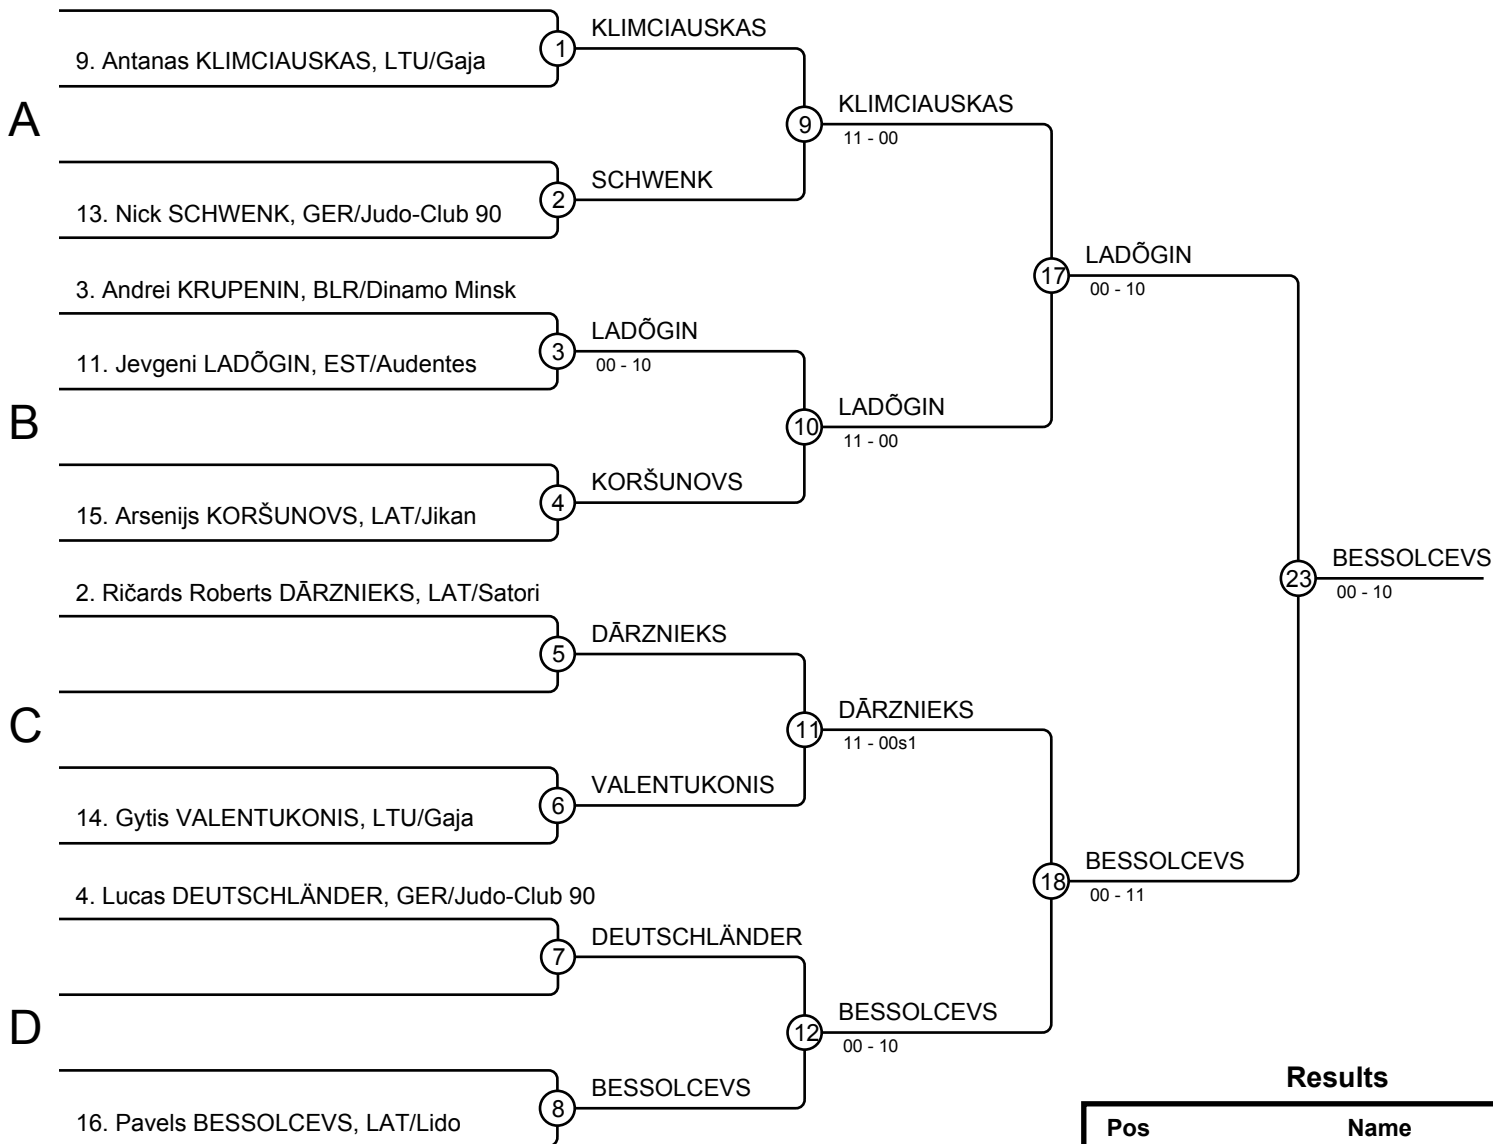 KLIMCIAUSKAS
9. Antanas KLIMCIAUSKAS, LTU/Gaja
1
A
KLIMCIAUSKAS
9
11 - 00
SCHWENK
2
13. Nick SCHWENK, GER/Judo-Club 90
LADÕGIN
17
00 - 10
3. Andrei KRUPENIN, BLR/Dinamo Minsk
LADÕGIN
3
00 - 10
11. Jevgeni LADÕGIN, EST/Audentes
B
LADÕGIN
10
11 - 00
KORŠUNOVS
4
15. Arsenijs KORŠUNOVS, LAT/Jikan
BESSOLCEVS
23
00 - 10
2. Ričards Roberts DĀRZNIEKS, LAT/Satori
DĀRZNIEKS
5
C
DĀRZNIEKS
11
11 - 00s1
VALENTUKONIS
6
14. Gytis VALENTUKONIS, LTU/Gaja
BESSOLCEVS
18
00 - 11
4. Lucas DEUTSCHLÄNDER, GER/Judo-Club 90
DEUTSCHLÄNDER
7
D
BESSOLCEVS
12
00 - 10
BESSOLCEVS
8
16. Pavels BESSOLCEVS, LAT/Lido
Results
Pos Name